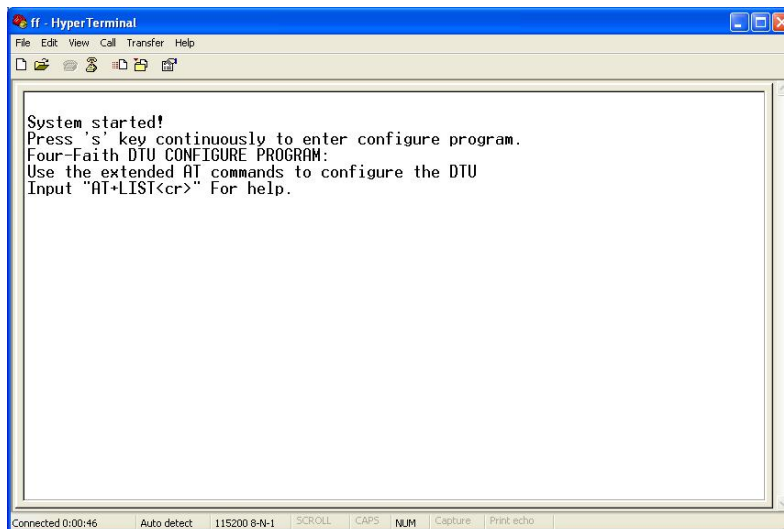 ff - HyperTerminal
File Edit View Call Transfer Help
System started!
Press 's' key continuously to enter configure program.
Four-Faith DTU CONFIGURE PROGRAM:
Use the extended AT commands to configure the DTU
Input "AT+LIST<cr>" For help.
Connected 0:00:46 Auto detect 115200 8-N-1 SCROLL CAPS NUM Capture Print echo